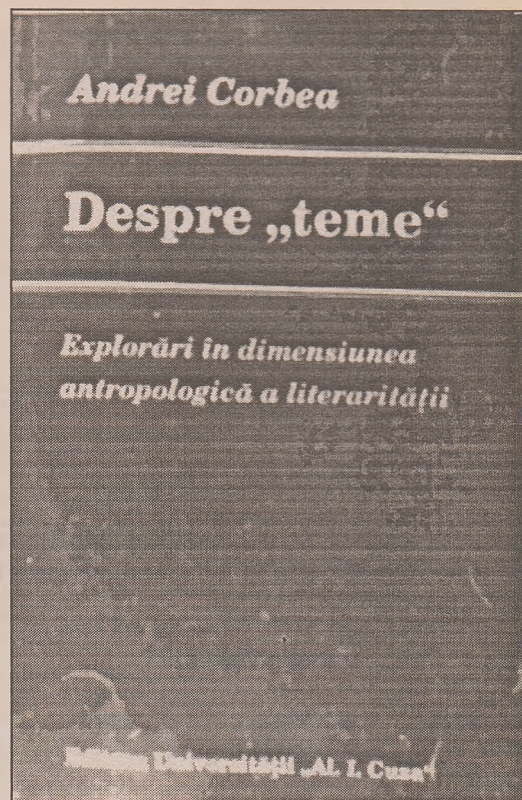 Andrei Corbea
Despre „teme“
Explorări în dimensiunea
antropologică a literarității
Editura Universității „Al. I. Cuza“